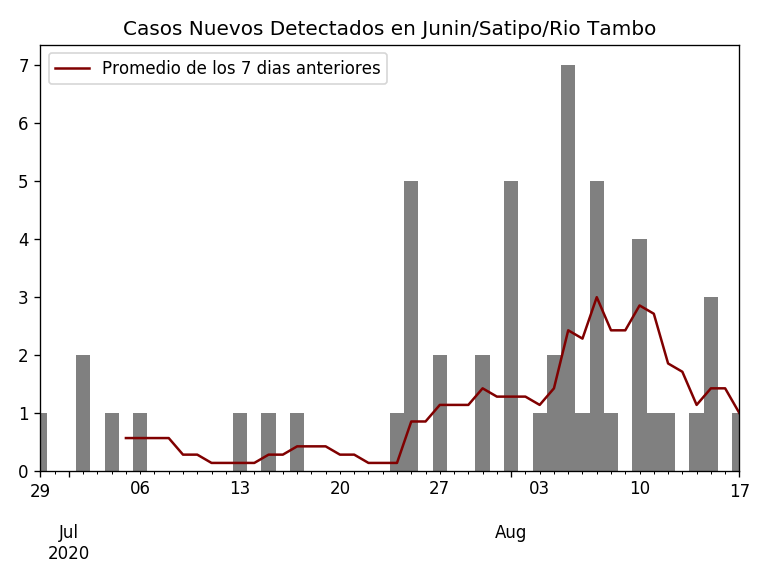 Casos Nuevos Detectados en Junin/Satipo/Rio Tambo
Promedio de los 7 dias anteriores
7
6
5
4
3
2
1
0
29 06 13 20 27 03 10 17
Jul Aug
2020